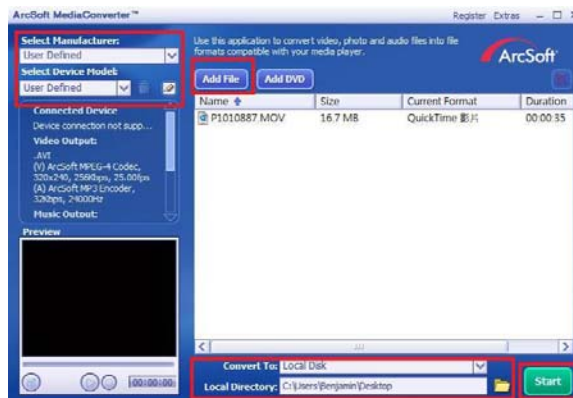 ArcSoft MediaConverter™
Register Extras
Select Manufacturer:
User Defined
Select Device Model:
User Defined
Connected Device
Device connection not supp...
Video Output:
.AVI
(V) ArcSoft MPEG-4 Codec,
320x240, 256Kbps, 25.00fps
(A) ArcSoft MP3 Encoder,
32Kbps, 24000Hz
Music Output:
Preview
00:00:00
Use this application to convert video, photo and audio files into file
formats compatible with your media player.
ArcSoft
Add File Add DVD
Name Size Current Format Duration
P1010887.MOV 16.7 MB QuickTime 影片 00:00:35
Convert To: Local Disk
Local Directory: C:\Users\Benjamin\Desktop
Start